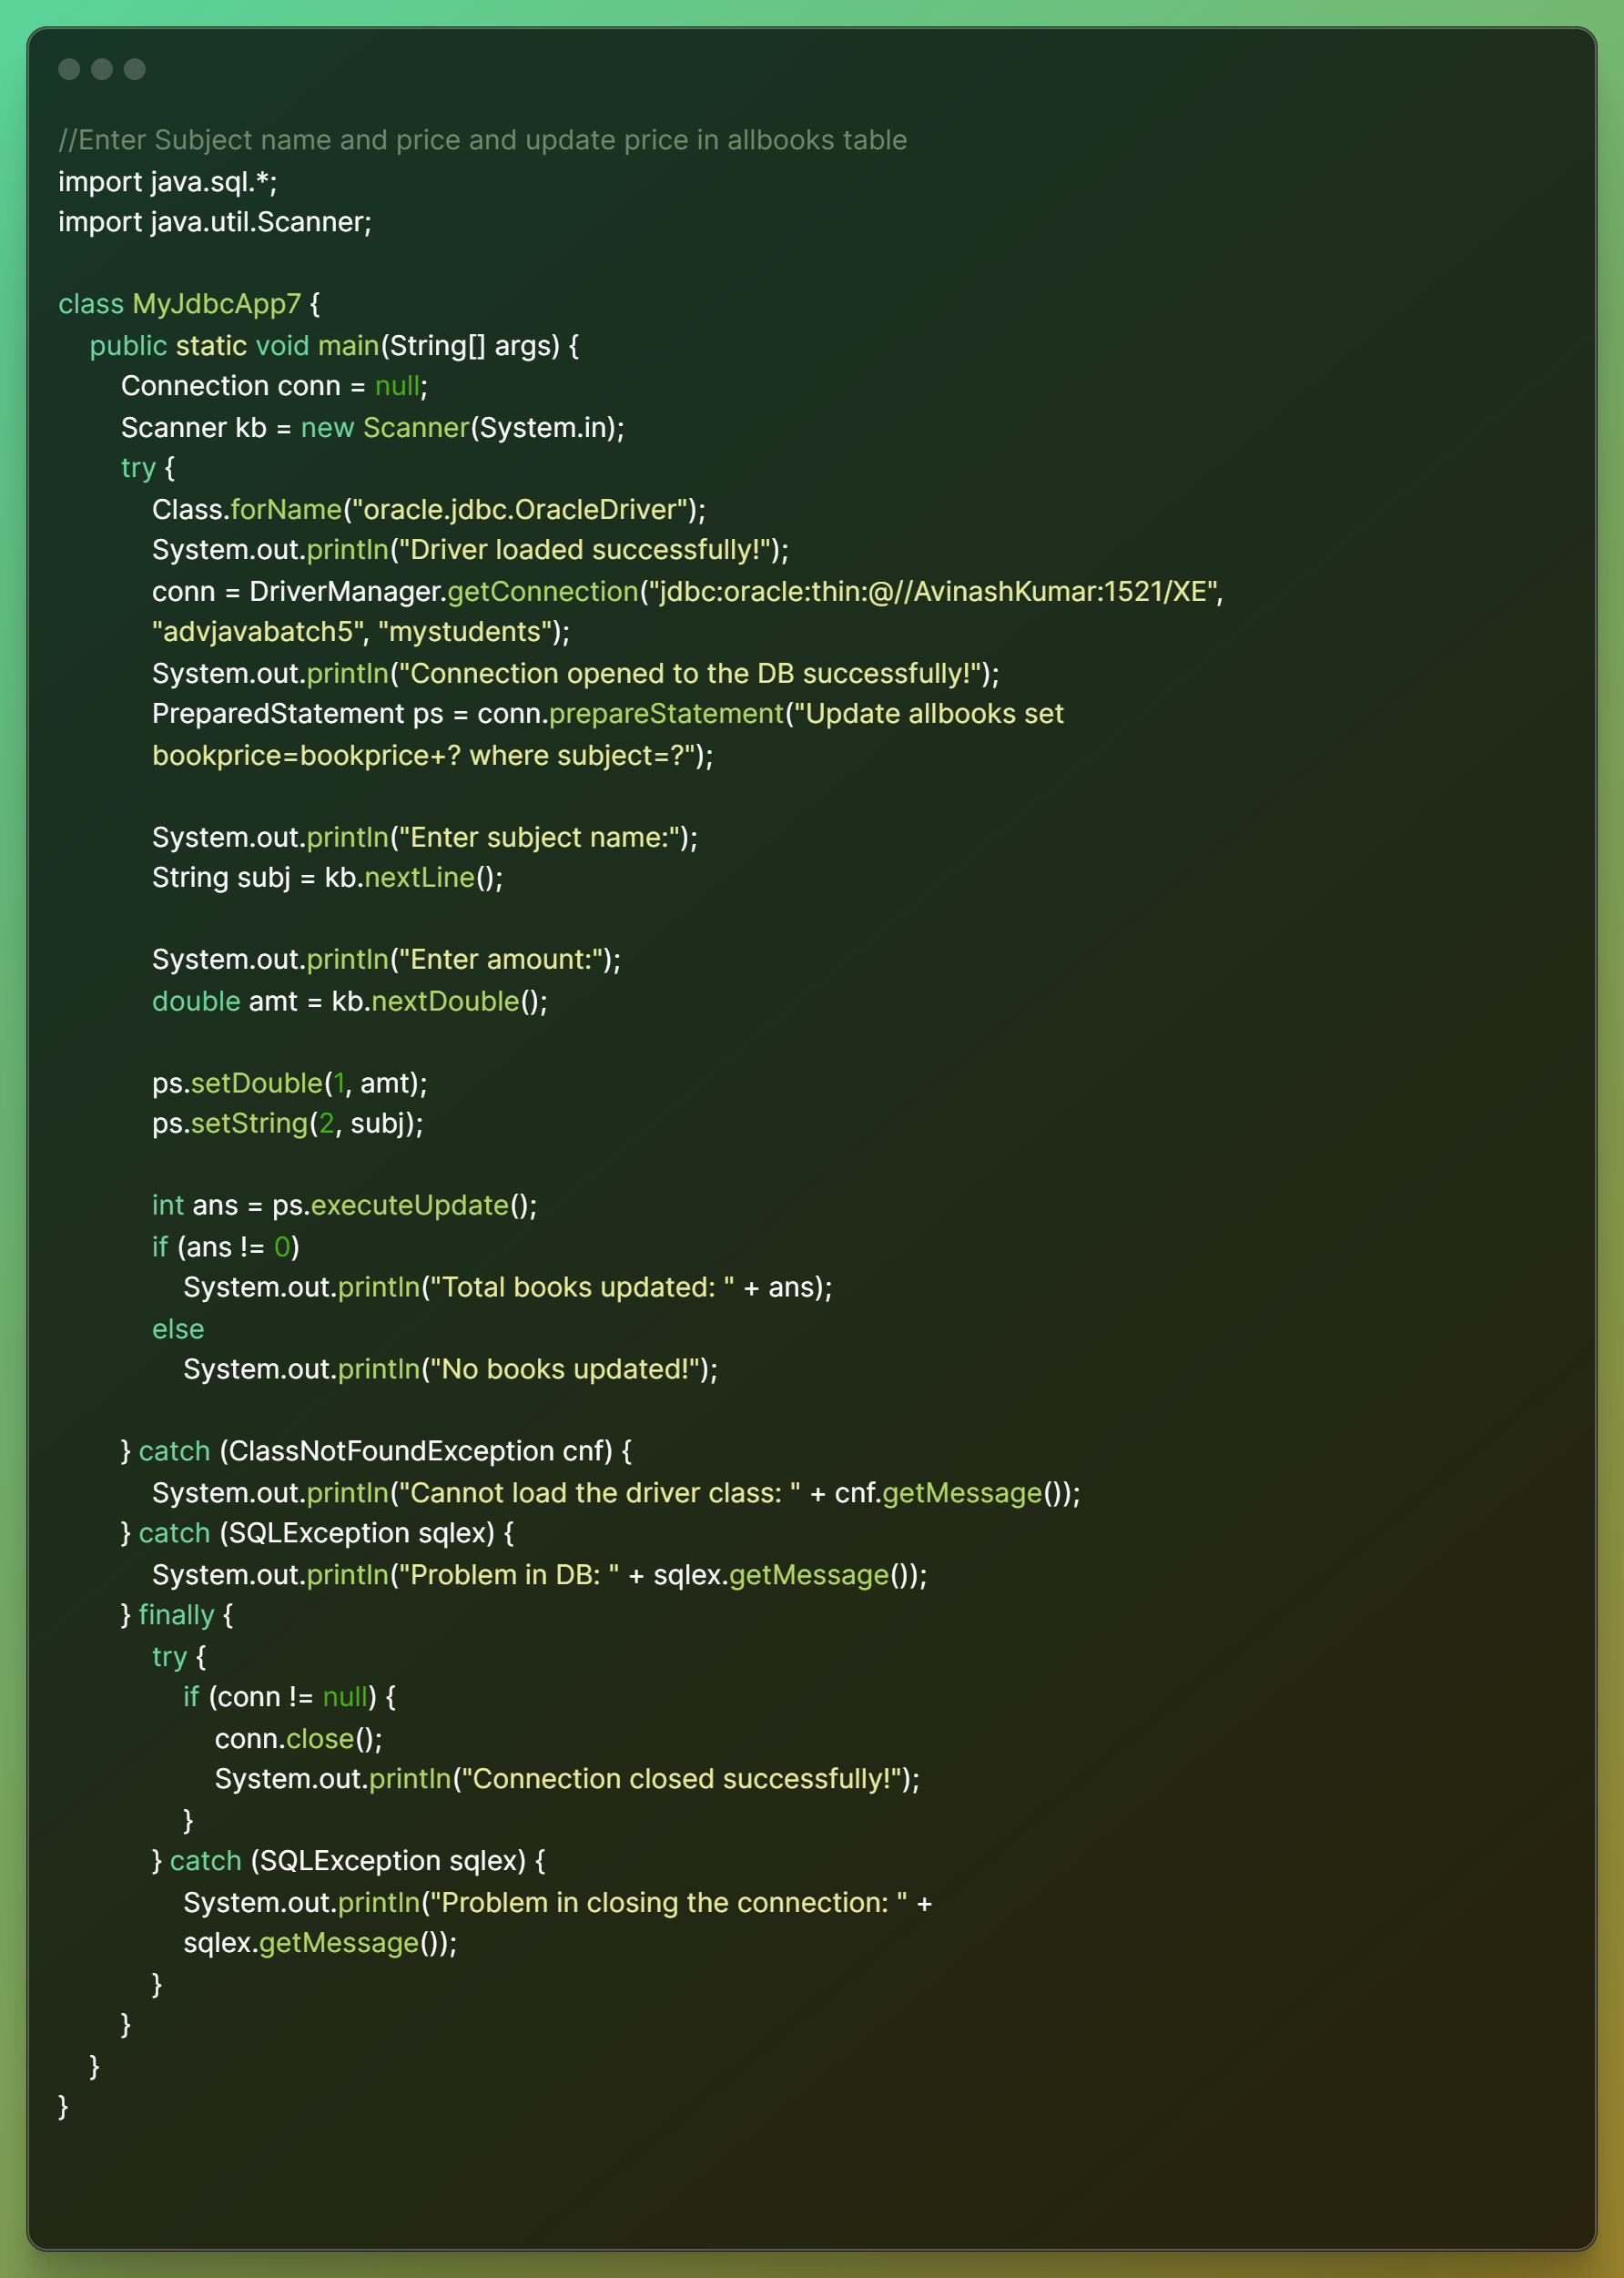 //Enter Subject name and price and update price in allbooks table
import java.sql.*;
import java.util.Scanner;

class MyJdbcApp7 {
    public static void main(String[] args) {
        Connection conn = null;
        Scanner kb = new Scanner(System.in);
        try {
            Class.forName("oracle.jdbc.OracleDriver");
            System.out.println("Driver loaded successfully!");
            conn = DriverManager.getConnection("jdbc:oracle:thin:@//AvinashKumar:1521/XE",
            "advjavabatch5", "mystudents");
            System.out.println("Connection opened to the DB successfully!");
            PreparedStatement ps = conn.prepareStatement("Update allbooks set
            bookprice=bookprice+? where subject=?");

            System.out.println("Enter subject name:");
            String subj = kb.nextLine();

            System.out.println("Enter amount:");
            double amt = kb.nextDouble();

            ps.setDouble(1, amt);
            ps.setString(2, subj);

            int ans = ps.executeUpdate();
            if (ans != 0)
                System.out.println("Total books updated: " + ans);
            else
                System.out.println("No books updated!");

        } catch (ClassNotFoundException cnf) {
            System.out.println("Cannot load the driver class: " + cnf.getMessage());
        } catch (SQLException sqlex) {
            System.out.println("Problem in DB: " + sqlex.getMessage());
        } finally {
            try {
                if (conn != null) {
                    conn.close();
                    System.out.println("Connection closed successfully!");
                }
            } catch (SQLException sqlex) {
                System.out.println("Problem in closing the connection: " +
                sqlex.getMessage());
            }
        }
    }
}